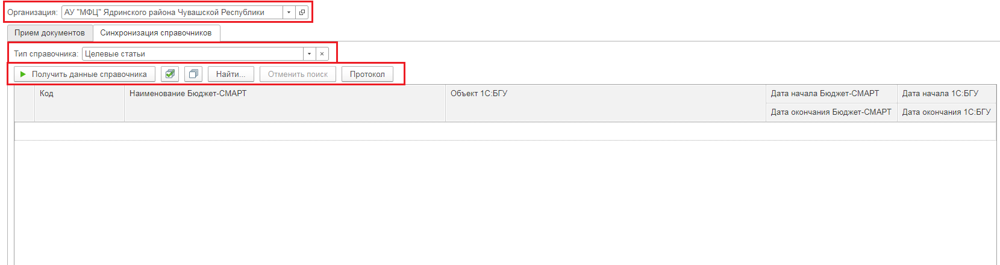 Организация: АУ "МФЦ" Ядринского района Чувашской Республики
Прием документов Синхронизация справочников
Тип справочника: Целевые статьи
Получить данные справочника Найти... Отменить поиск Протокол
Код Наименование Бюджет-СМАРТ Объект 1С:БГУ Дата начала Бюджет-СМАРТ Дата начала 1С:БГУ
Дата окончания Бюджет-СМАРТ Дата окончания 1С:БГУ